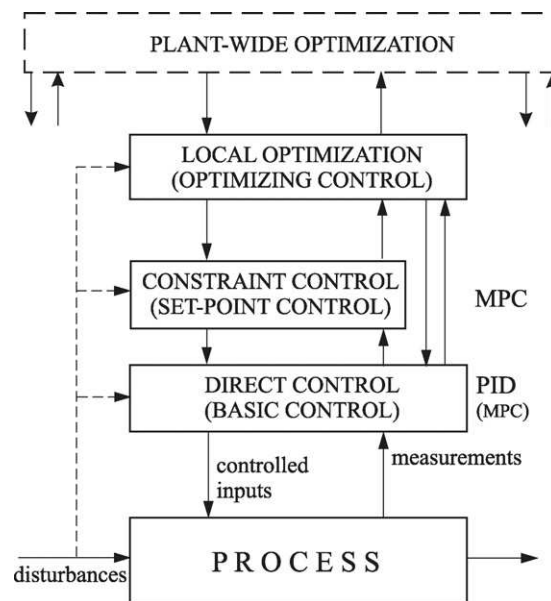 PLANT-WIDE OPTIMIZATION
LOCAL OPTIMIZATION
(OPTIMIZING CONTROL)
CONSTRAINT CONTROL
(SET-POINT CONTROL)
MPC
DIRECT CONTROL
(BASIC CONTROL)
PID
(MPC)
controlled
inputs
measurements
PROCESS
disturbances